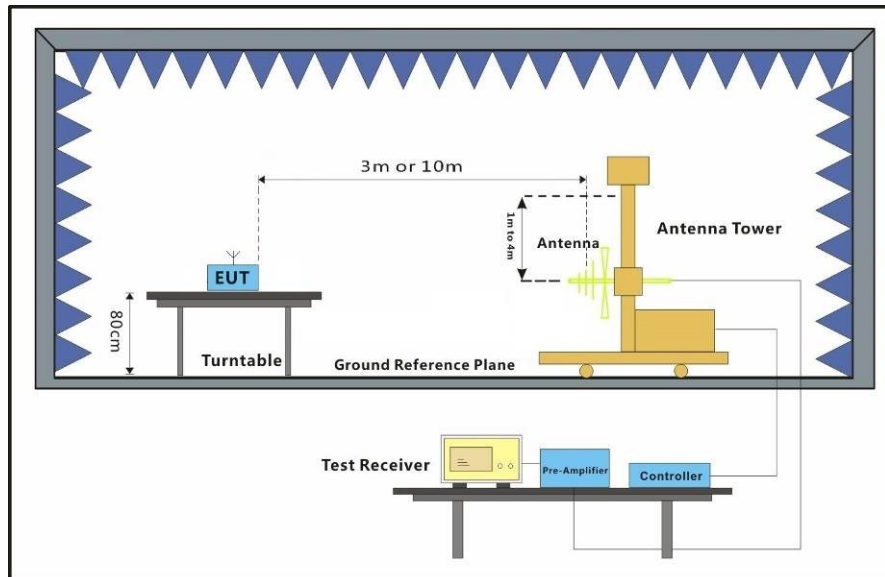 3m or 10m
1m to 4m
Antenna
Antenna Tower
EUT
80cm
Turntable
Ground Reference Plane
Test Receiver
Pre-Amplifier
Controller